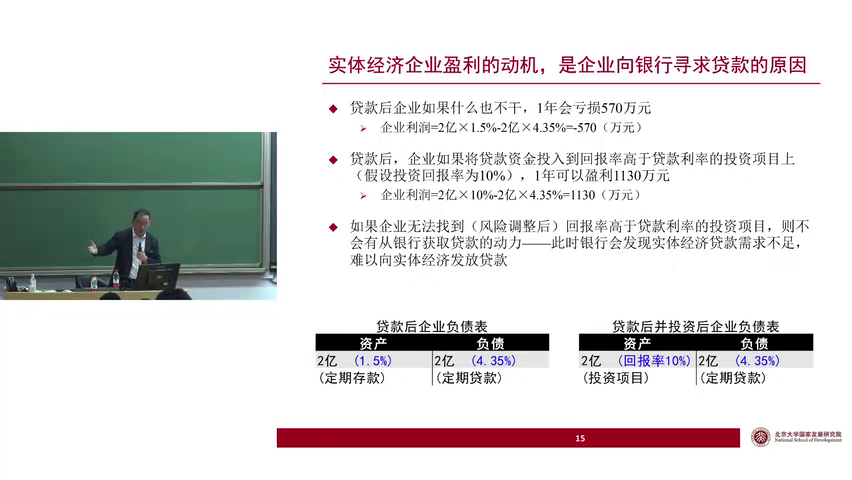 实体经济企业盈利的动机，是企业向银行寻求贷款的原因
贷款后企业如果什么也不干，1年会亏损570万元
企业利润=2亿×1.5%-2亿×4.35%=-570（万元）
贷款后，企业如果将贷款资金投入到回报率高于贷款利率的投资项目上
（假设投资回报率为10%），1年可以盈利1130万元
企业利润=2亿×10%-2亿×4.35%=1130（万元）
如果企业无法找到（风险调整后）回报率高于贷款利率的投资项目，则不
会有从银行获取贷款的动力——此时银行会发现实体经济贷款需求不足，
难以向实体经济发放贷款
贷款后企业负债表
资产 负债
2亿 (1.5%) 2亿 (4.35%)
(定期存款) (定期贷款)
贷款后并投资后企业负债表
资产 负债
2亿 (回报率10%) 2亿 (4.35%)
(投资项目) (定期贷款)
15
北京大学国家发展研究院
National School of Development